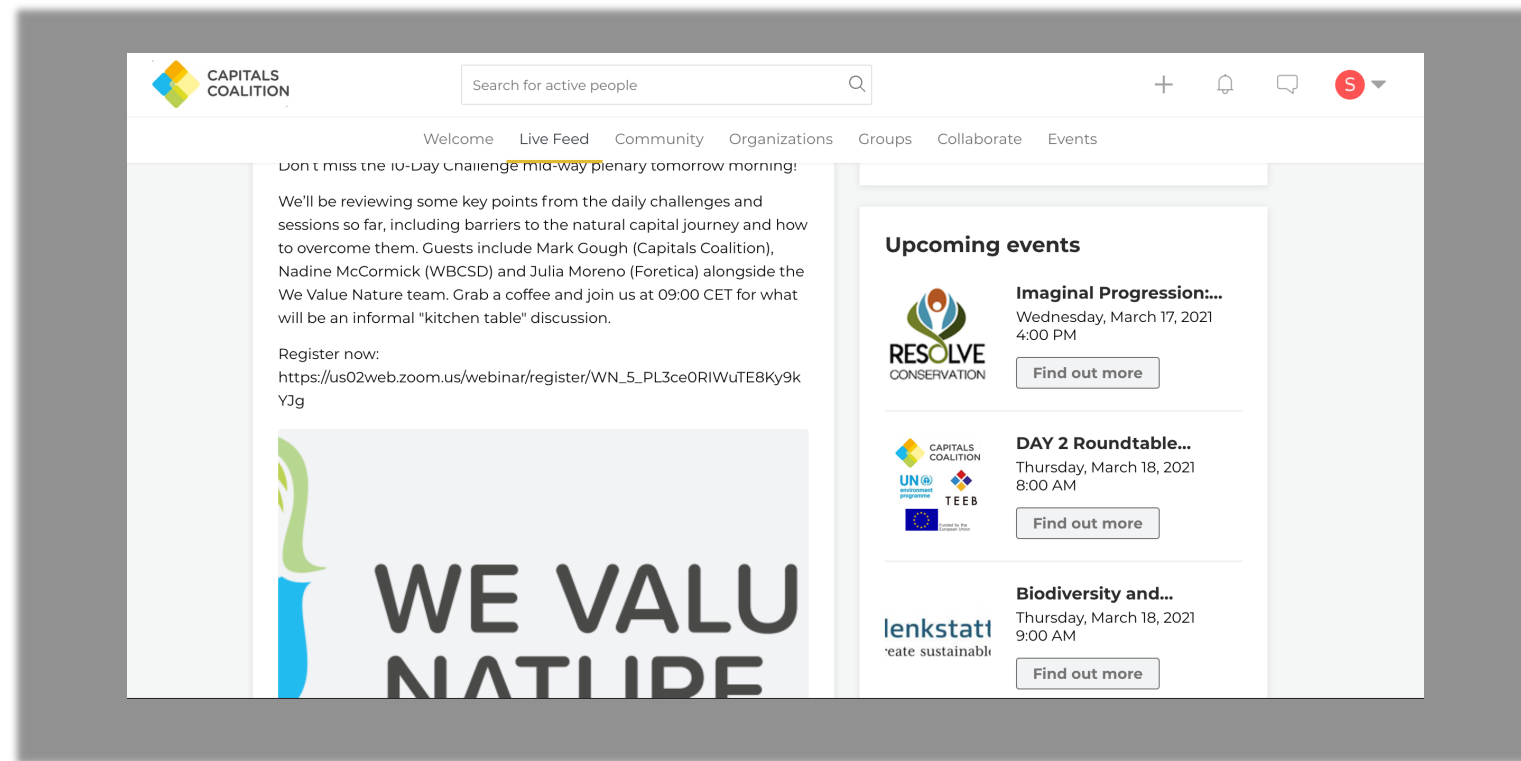 CAPITALS
COALITION
Search for active people
S
Welcome Live Feed Community Organizations Groups Collaborate Events
Don't miss the 10-Day Challenge mid-way plenary tomorrow morning!
We'll be reviewing some key points from the daily challenges and
sessions so far, including barriers to the natural capital journey and how
to overcome them. Guests include Mark Gough (Capitals Coalition),
Nadine McCormick (WBCSD) and Julia Moreno (Foretica) alongside the
We Value Nature team. Grab a coffee and join us at 09:00 CET for what
will be an informal "kitchen table" discussion.
Register now:
https://us02web.zoom.us/webinar/register/WN_5_PL3ce0RIWuTE8Ky9k
YJg
WE VALU
NATURE
Upcoming events
RESOLVE
CONSERVATION
Imaginal Progression:...
Wednesday, March 17, 2021
4:00 PM
Find out more
CAPITALS
COALITION
UN
environment
programme
TEEB
Funded by the
European Union
DAY 2 Roundtable...
Thursday, March 18, 2021
8:00 AM
Find out more
lenkstatt
reate sustainable
Biodiversity and...
Thursday, March 18, 2021
9:00 AM
Find out more